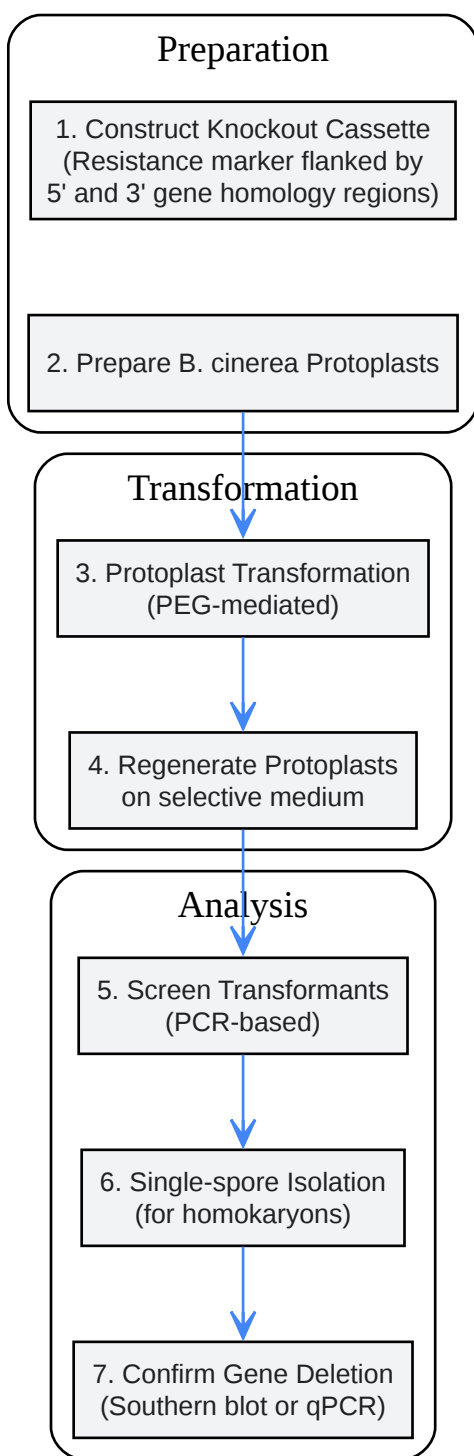 Preparation
1. Construct Knockout Cassette
(Resistance marker flanked by
5' and 3' gene homology regions)
2. Prepare B. cinerea Protoplasts
Transformation
3. Protoplast Transformation
(PEG-mediated)
4. Regenerate Protoplasts
on selective medium
Analysis
5. Screen Transformants
(PCR-based)
6. Single-spore Isolation
(for homokaryons)
7. Confirm Gene Deletion
(Southern blot or qPCR)